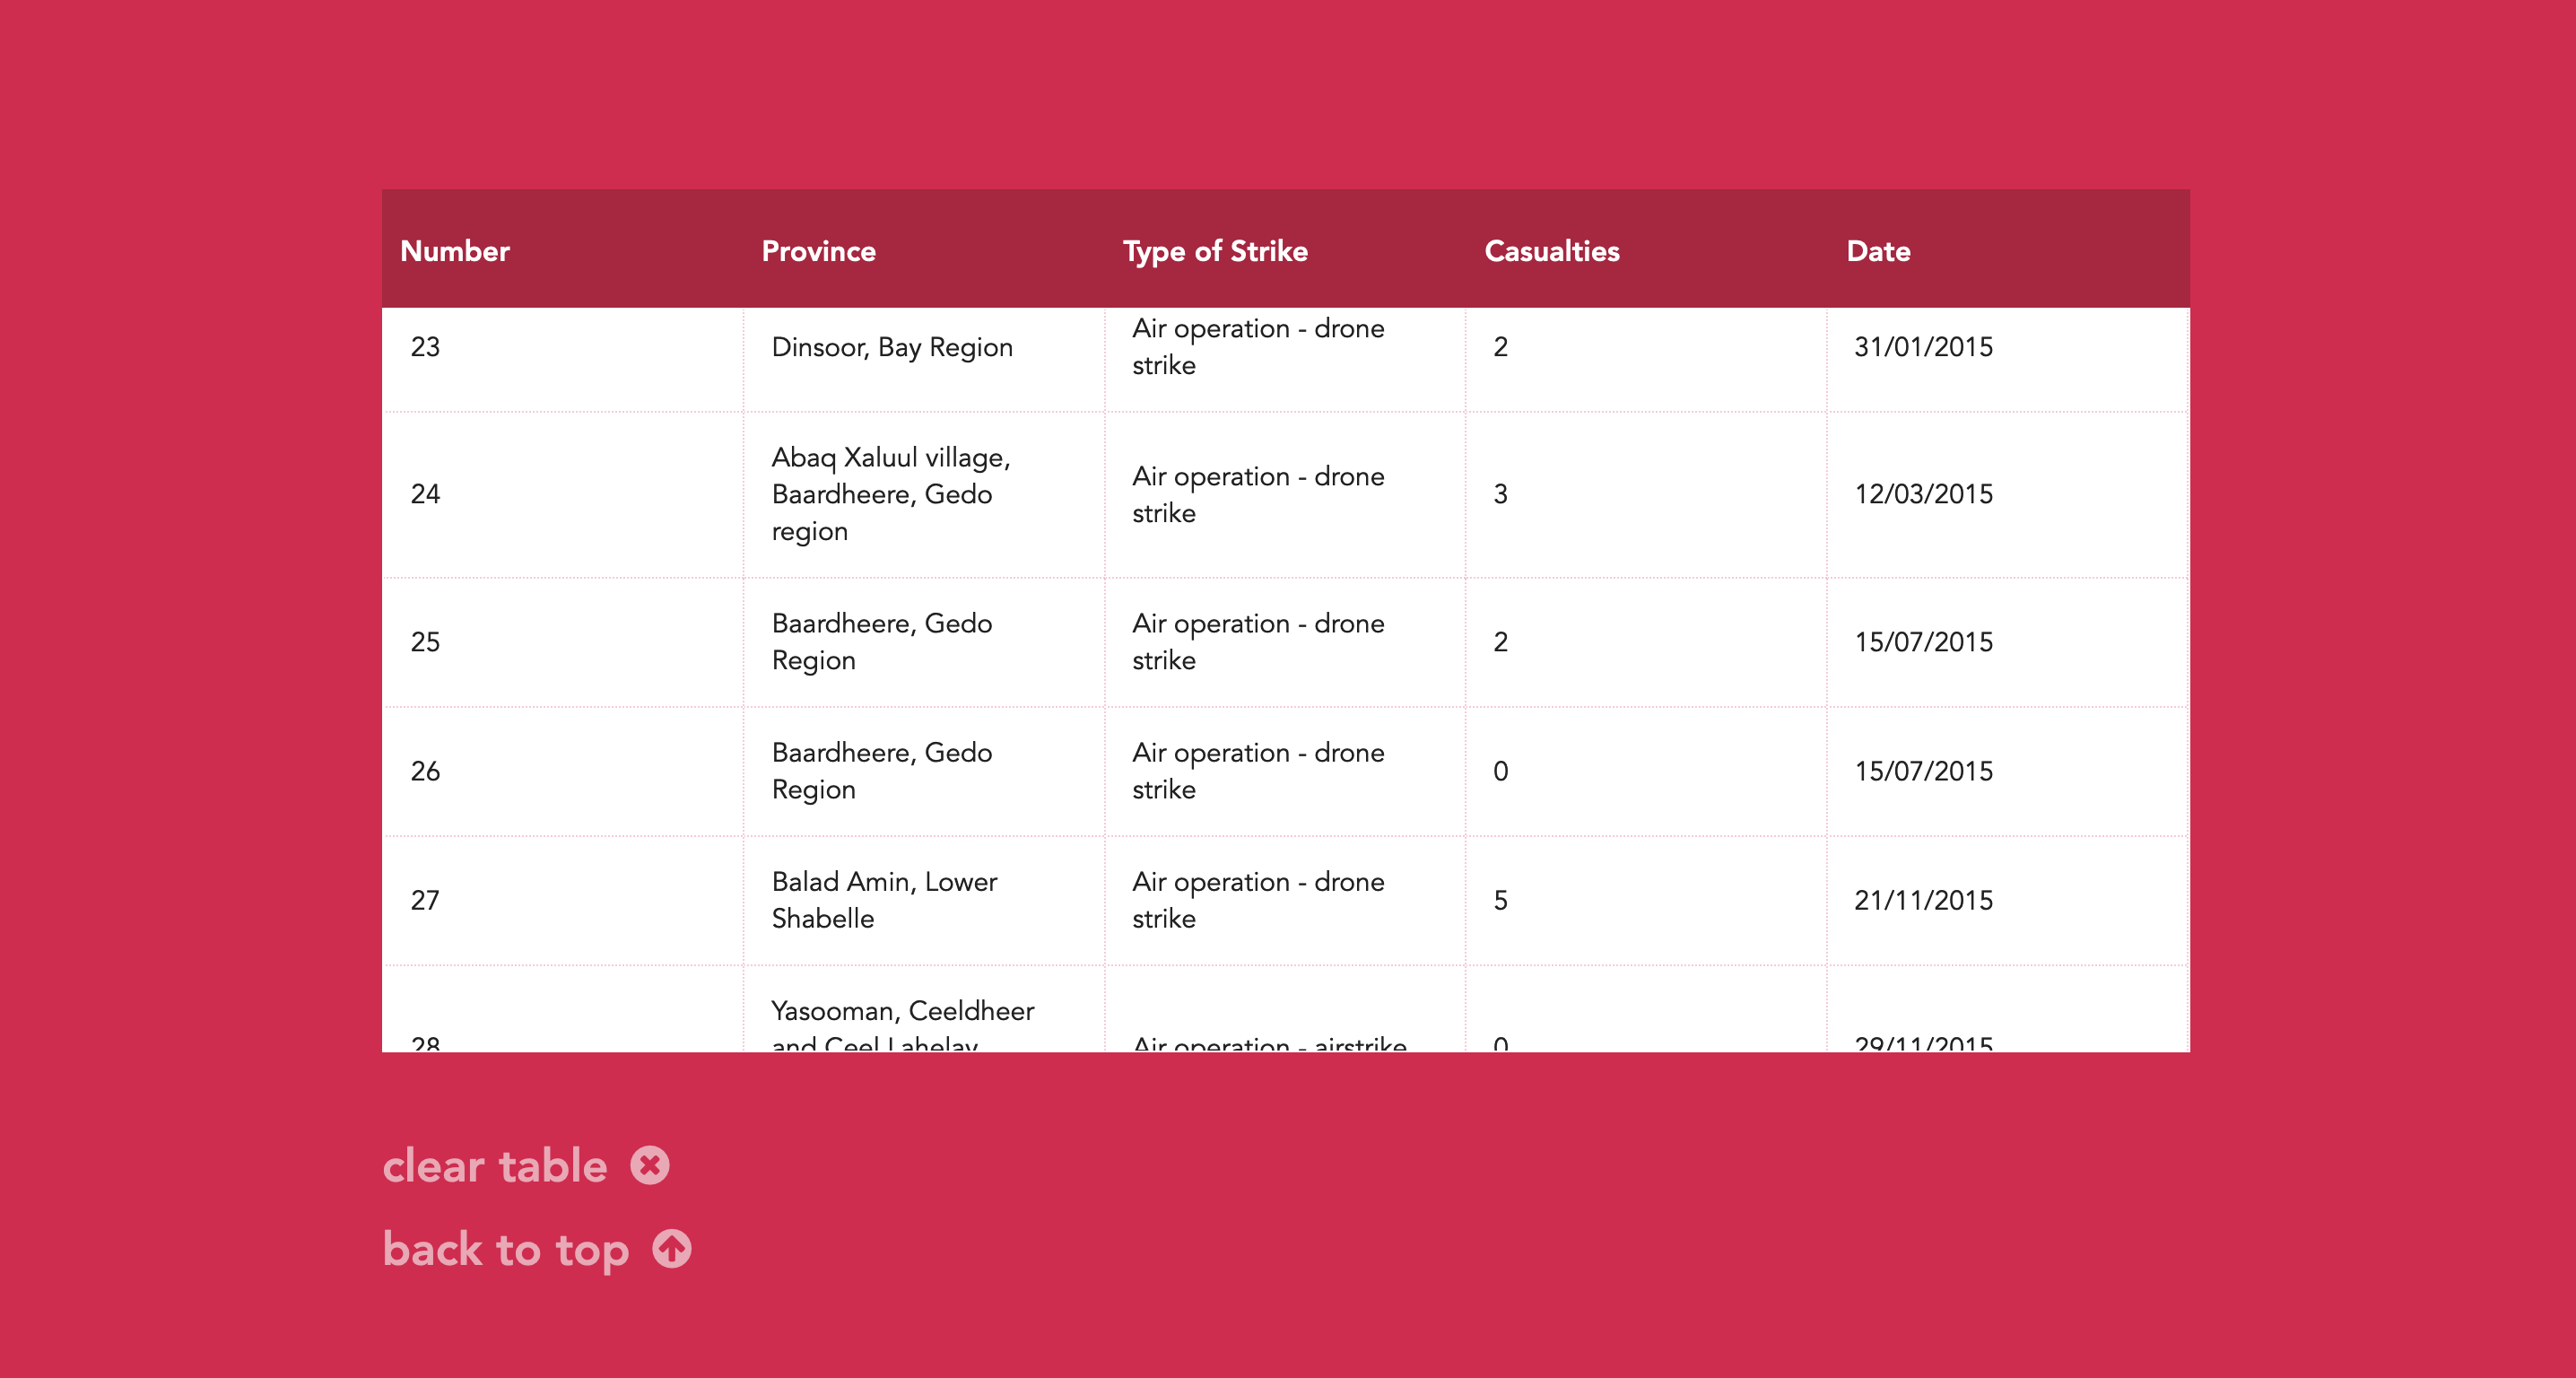 Number Province Type of Strike Casualties Date
23 Dinsoor, Bay Region Air operation - drone strike 2 31/01/2015
24 Abaq Xaluul village, Baardheere, Gedo region Air operation - drone strike 3 12/03/2015
25 Baardheere, Gedo Region Air operation - drone strike 2 15/07/2015
26 Baardheere, Gedo Region Air operation - drone strike 0 15/07/2015
27 Balad Amin, Lower Shabelle Air operation - drone strike 5 21/11/2015
28 Yasooman, Ceeldheer and Ceel Lahelay Air operation - airstrike 0 29/11/2015
clear table
back to top